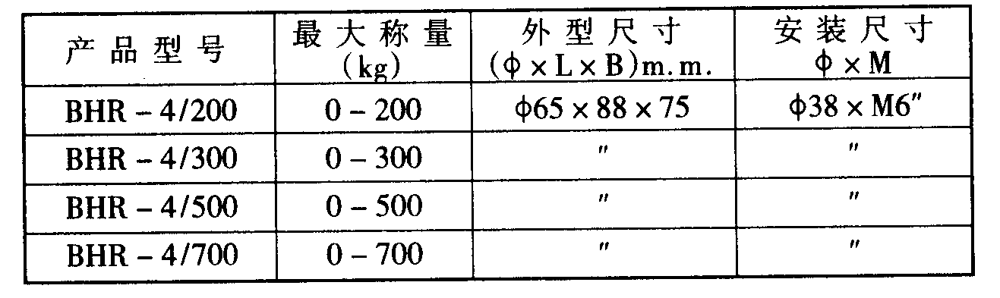 产品型号 最大称量 外型尺寸 安装尺寸
(kg) (φ×L×B)m.m. φ×M
BHR－4/200 0－200 φ65×88×75 φ38×M6″
BHR－4/300 0－300 ″ ″
BHR－4/500 0－500 ″ ″
BHR－4/700 0－700 ″ ″